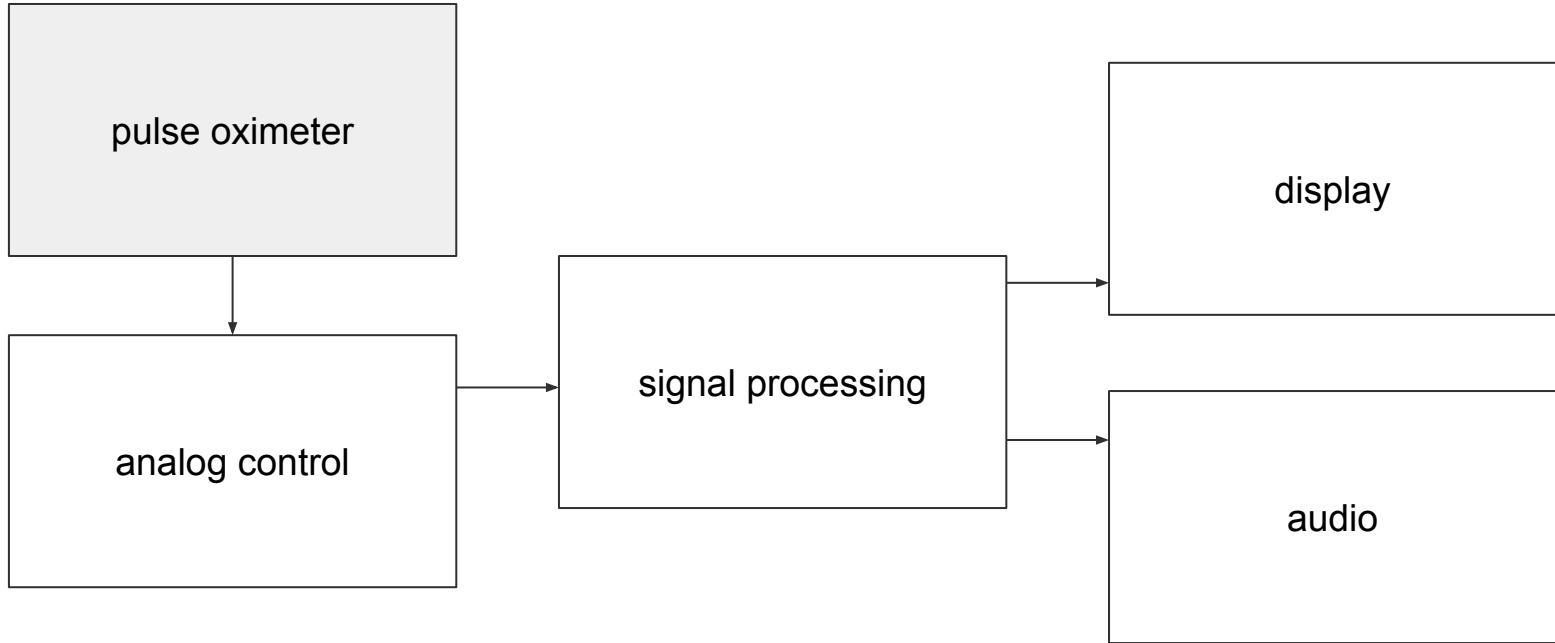 pulse oximeter
analog control
signal processing
display
audio